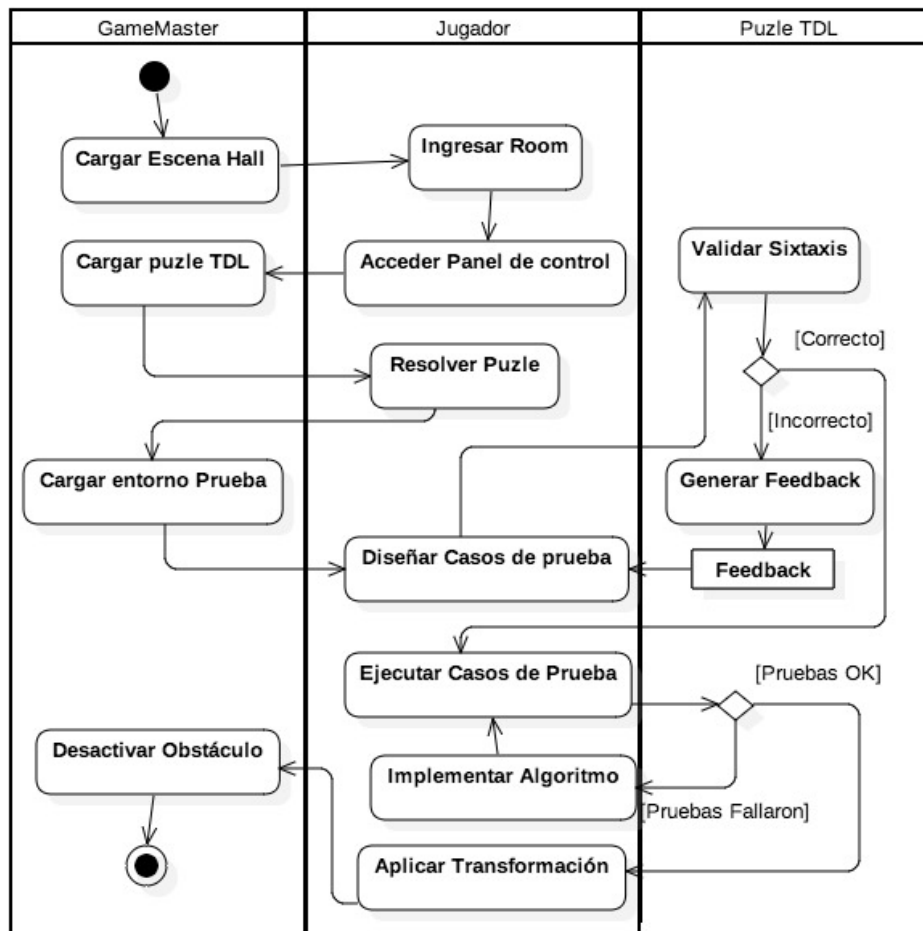 GameMaster
Jugador
Puzle TDL
Cargar Escena Hall
Ingresar Room
Cargar puzle TDL
Acceder Panel de control
Validar Sixtaxis
[Correcto]
Resolver Puzle
[Incorrecto]
Cargar entorno Prueba
Generar Feedback
Diseñar Casos de prueba
Feedback
Ejecutar Casos de Prueba
[Pruebas OK]
Desactivar Obstáculo
Implementar Algoritmo
[Pruebas Fallaron]
Aplicar Transformación